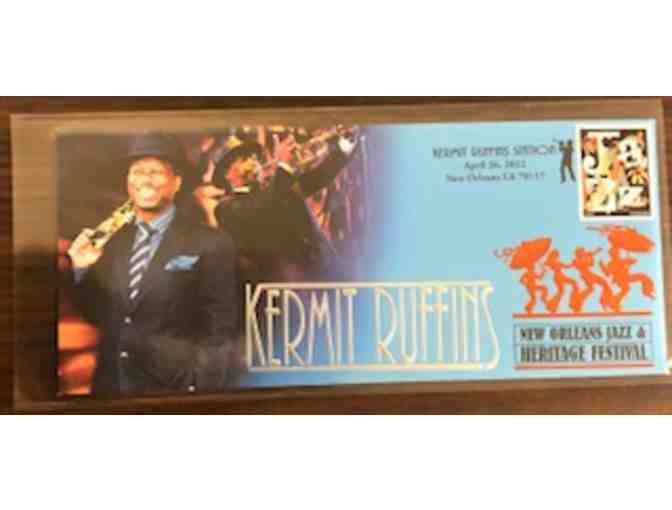 KERMIT RUFFINS STATION
April 26, 2012
New Orleans LA 70117
JAZZ
KERMIT RUFFINS
NEW ORLEANS JAZZ &
HERITAGE FESTIVAL